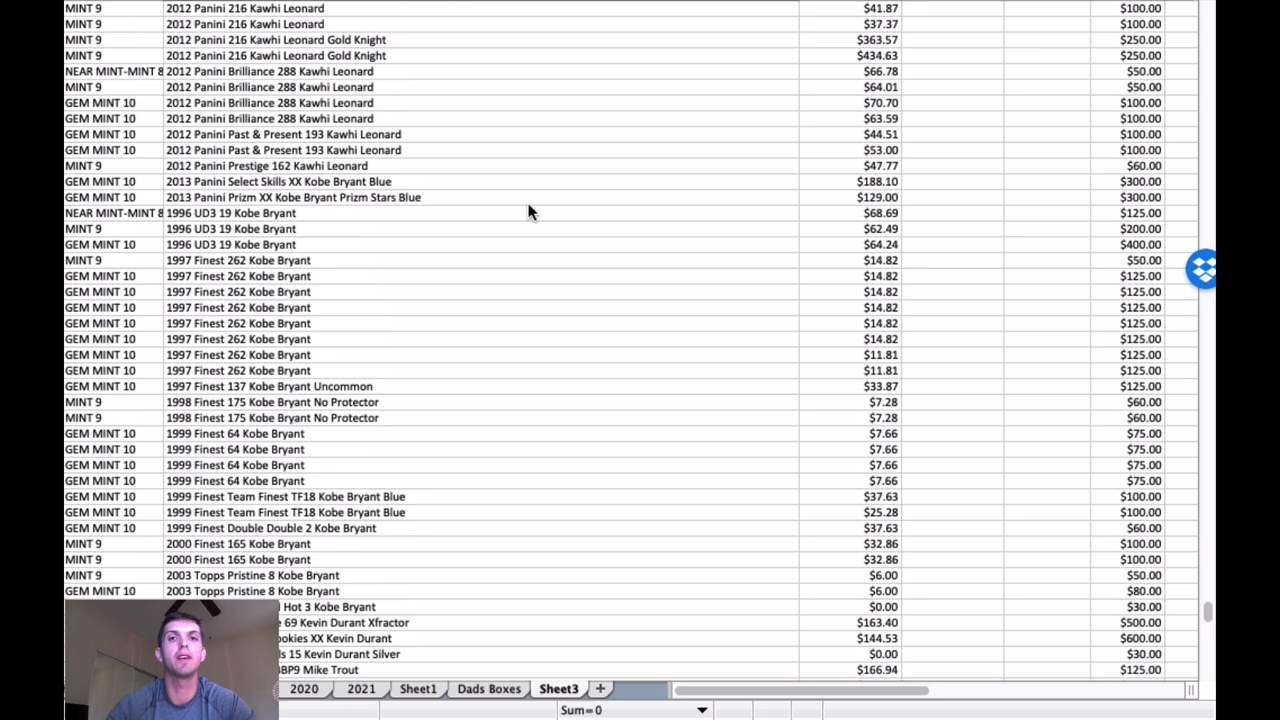 MINT 9 2012 Panini 216 Kawhi Leonard $41.87 $100.00
MINT 9 2012 Panini 216 Kawhi Leonard $37.37 $100.00
MINT 9 2012 Panini 216 Kawhi Leonard Gold Knight $363.57 $250.00
MINT 9 2012 Panini 216 Kawhi Leonard Gold Knight $434.63 $250.00
NEAR MINT-MINT 8 2012 Panini Brilliance 288 Kawhi Leonard $66.78 $50.00
MINT 9 2012 Panini Brilliance 288 Kawhi Leonard $64.01 $50.00
GEM MINT 10 2012 Panini Brilliance 288 Kawhi Leonard $70.70 $100.00
GEM MINT 10 2012 Panini Brilliance 288 Kawhi Leonard $63.59 $100.00
GEM MINT 10 2012 Panini Past & Present 193 Kawhi Leonard $44.51 $100.00
GEM MINT 10 2012 Panini Past & Present 193 Kawhi Leonard $53.00 $100.00
MINT 9 2012 Panini Prestige 162 Kawhi Leonard $47.77 $60.00
GEM MINT 10 2013 Panini Select Skills XX Kobe Bryant Blue $188.10 $300.00
GEM MINT 10 2013 Panini Prizm XX Kobe Bryant Prizm Stars Blue $129.00 $300.00
NEAR MINT-MINT 8 1996 UD3 19 Kobe Bryant $68.69 $125.00
MINT 9 1996 UD3 19 Kobe Bryant $62.49 $200.00
GEM MINT 10 1996 UD3 19 Kobe Bryant $64.24 $400.00
MINT 9 1997 Finest 262 Kobe Bryant $14.82 $50.00
GEM MINT 10 1997 Finest 262 Kobe Bryant $14.82 $125.00
GEM MINT 10 1997 Finest 262 Kobe Bryant $14.82 $125.00
GEM MINT 10 1997 Finest 262 Kobe Bryant $14.82 $125.00
GEM MINT 10 1997 Finest 262 Kobe Bryant $14.82 $125.00
GEM MINT 10 1997 Finest 262 Kobe Bryant $14.82 $125.00
GEM MINT 10 1997 Finest 262 Kobe Bryant $11.81 $125.00
GEM MINT 10 1997 Finest 262 Kobe Bryant $11.81 $125.00
GEM MINT 10 1997 Finest 137 Kobe Bryant Uncommon $33.87 $125.00
MINT 9 1998 Finest 175 Kobe Bryant No Protector $7.28 $60.00
MINT 9 1998 Finest 175 Kobe Bryant No Protector $7.28 $60.00
GEM MINT 10 1999 Finest 64 Kobe Bryant $7.66 $75.00
GEM MINT 10 1999 Finest 64 Kobe Bryant $7.66 $75.00
GEM MINT 10 1999 Finest 64 Kobe Bryant $7.66 $75.00
GEM MINT 10 1999 Finest 64 Kobe Bryant $7.66 $75.00
GEM MINT 10 1999 Finest Team Finest TF18 Kobe Bryant Blue $37.63 $100.00
GEM MINT 10 1999 Finest Team Finest TF18 Kobe Bryant Blue $25.28 $100.00
GEM MINT 10 1999 Finest Double Double 2 Kobe Bryant $37.63 $60.00
MINT 9 2000 Finest 165 Kobe Bryant $32.86 $100.00
MINT 9 2000 Finest 165 Kobe Bryant $32.86 $100.00
MINT 9 2003 Topps Pristine 8 Kobe Bryant $6.00 $50.00
GEM MINT 10 2003 Topps Pristine 8 Kobe Bryant $6.00 $80.00
Hot 3 Kobe Bryant $0.00 $30.00
69 Kevin Durant Xfractor $163.40 $500.00
ookies XX Kevin Durant $144.53 $600.00
ls 15 Kevin Durant Silver $0.00 $30.00
BP9 Mike Trout $166.94 $125.00
2020 2021 Sheet1 Dads Boxes Sheet3 +
Sum=0